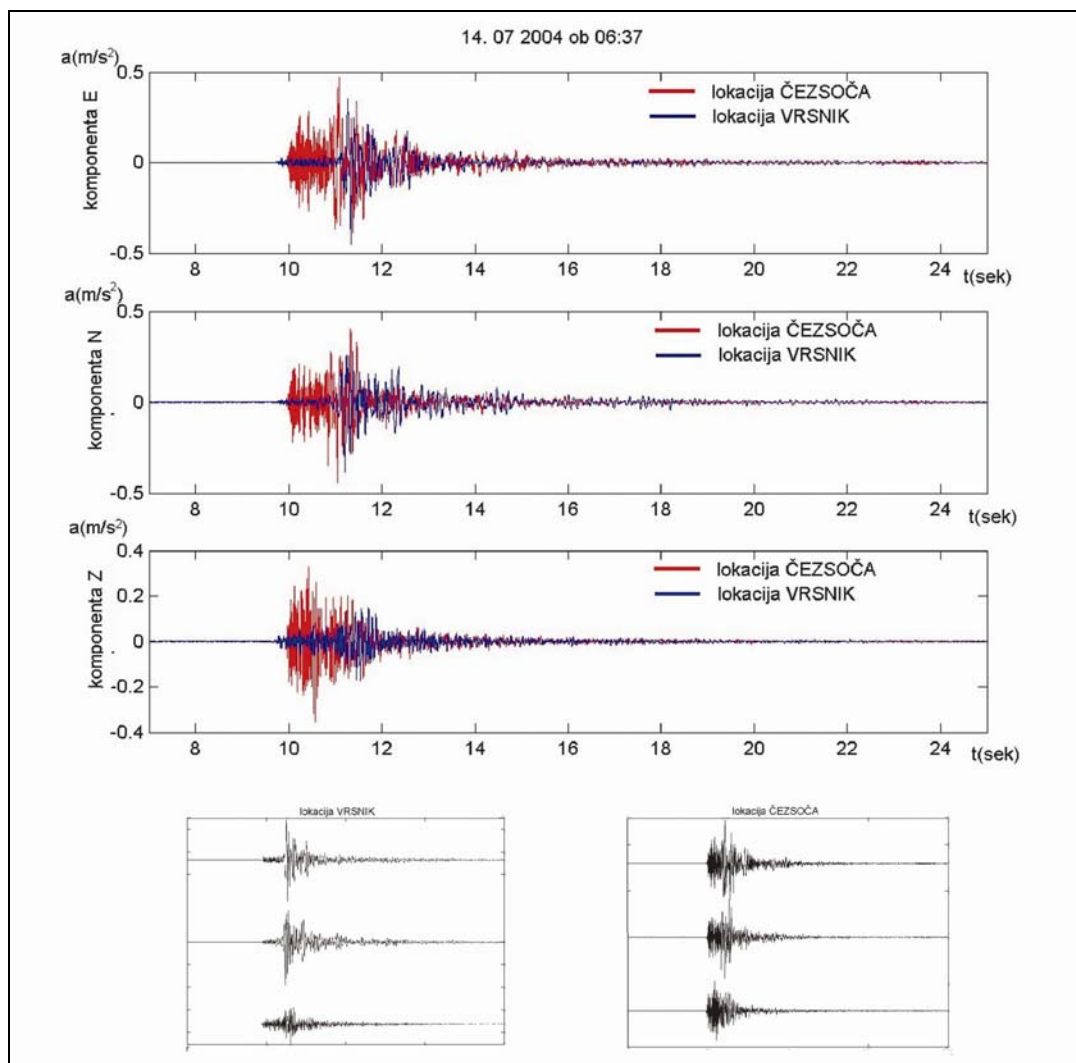 14. 07 2004 ob 06:37
a(m/s²)
0.5
0
-0.5
komponenta E
lokacija ČEZSOČA
lokacija VRSNIK
8 10 12 14 16 18 20 22 24
t(sek)
a(m/s²)
0.5
0
-0.5
komponenta N
lokacija ČEZSOČA
lokacija VRSNIK
8 10 12 14 16 18 20 22 24
t(sek)
a(m/s²)
0.4
0.2
0
-0.2
-0.4
komponenta Z
lokacija ČEZSOČA
lokacija VRSNIK
8 10 12 14 16 18 20 22 24
t(sek)
lokacija VRSNIK
lokacija ČEZSOČA